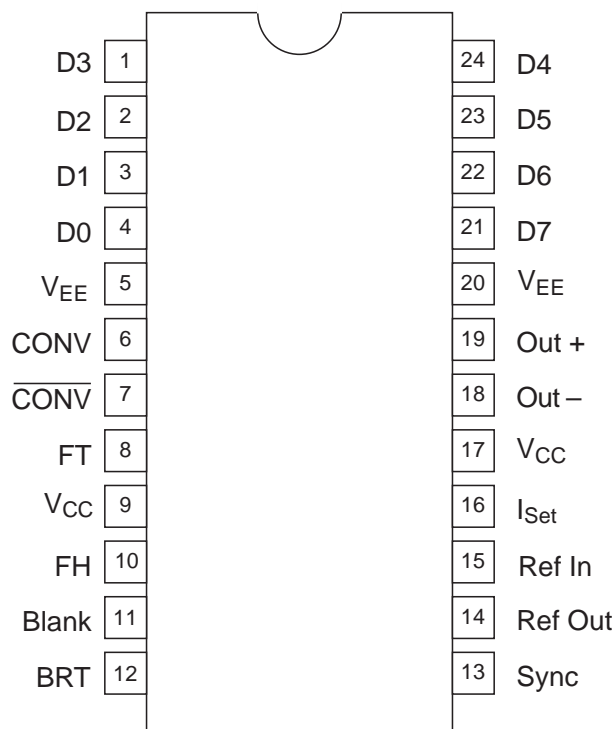 D3 1 24 D4
D2 2 23 D5
D1 3 22 D6
D0 4 21 D7
VEE 5 20 VEE
CONV 6 19 Out +
CONV 7 18 Out –
FT 8 17 VCC
VCC 9 16 ISet
FH 10 15 Ref In
Blank 11 14 Ref Out
BRT 12 13 Sync